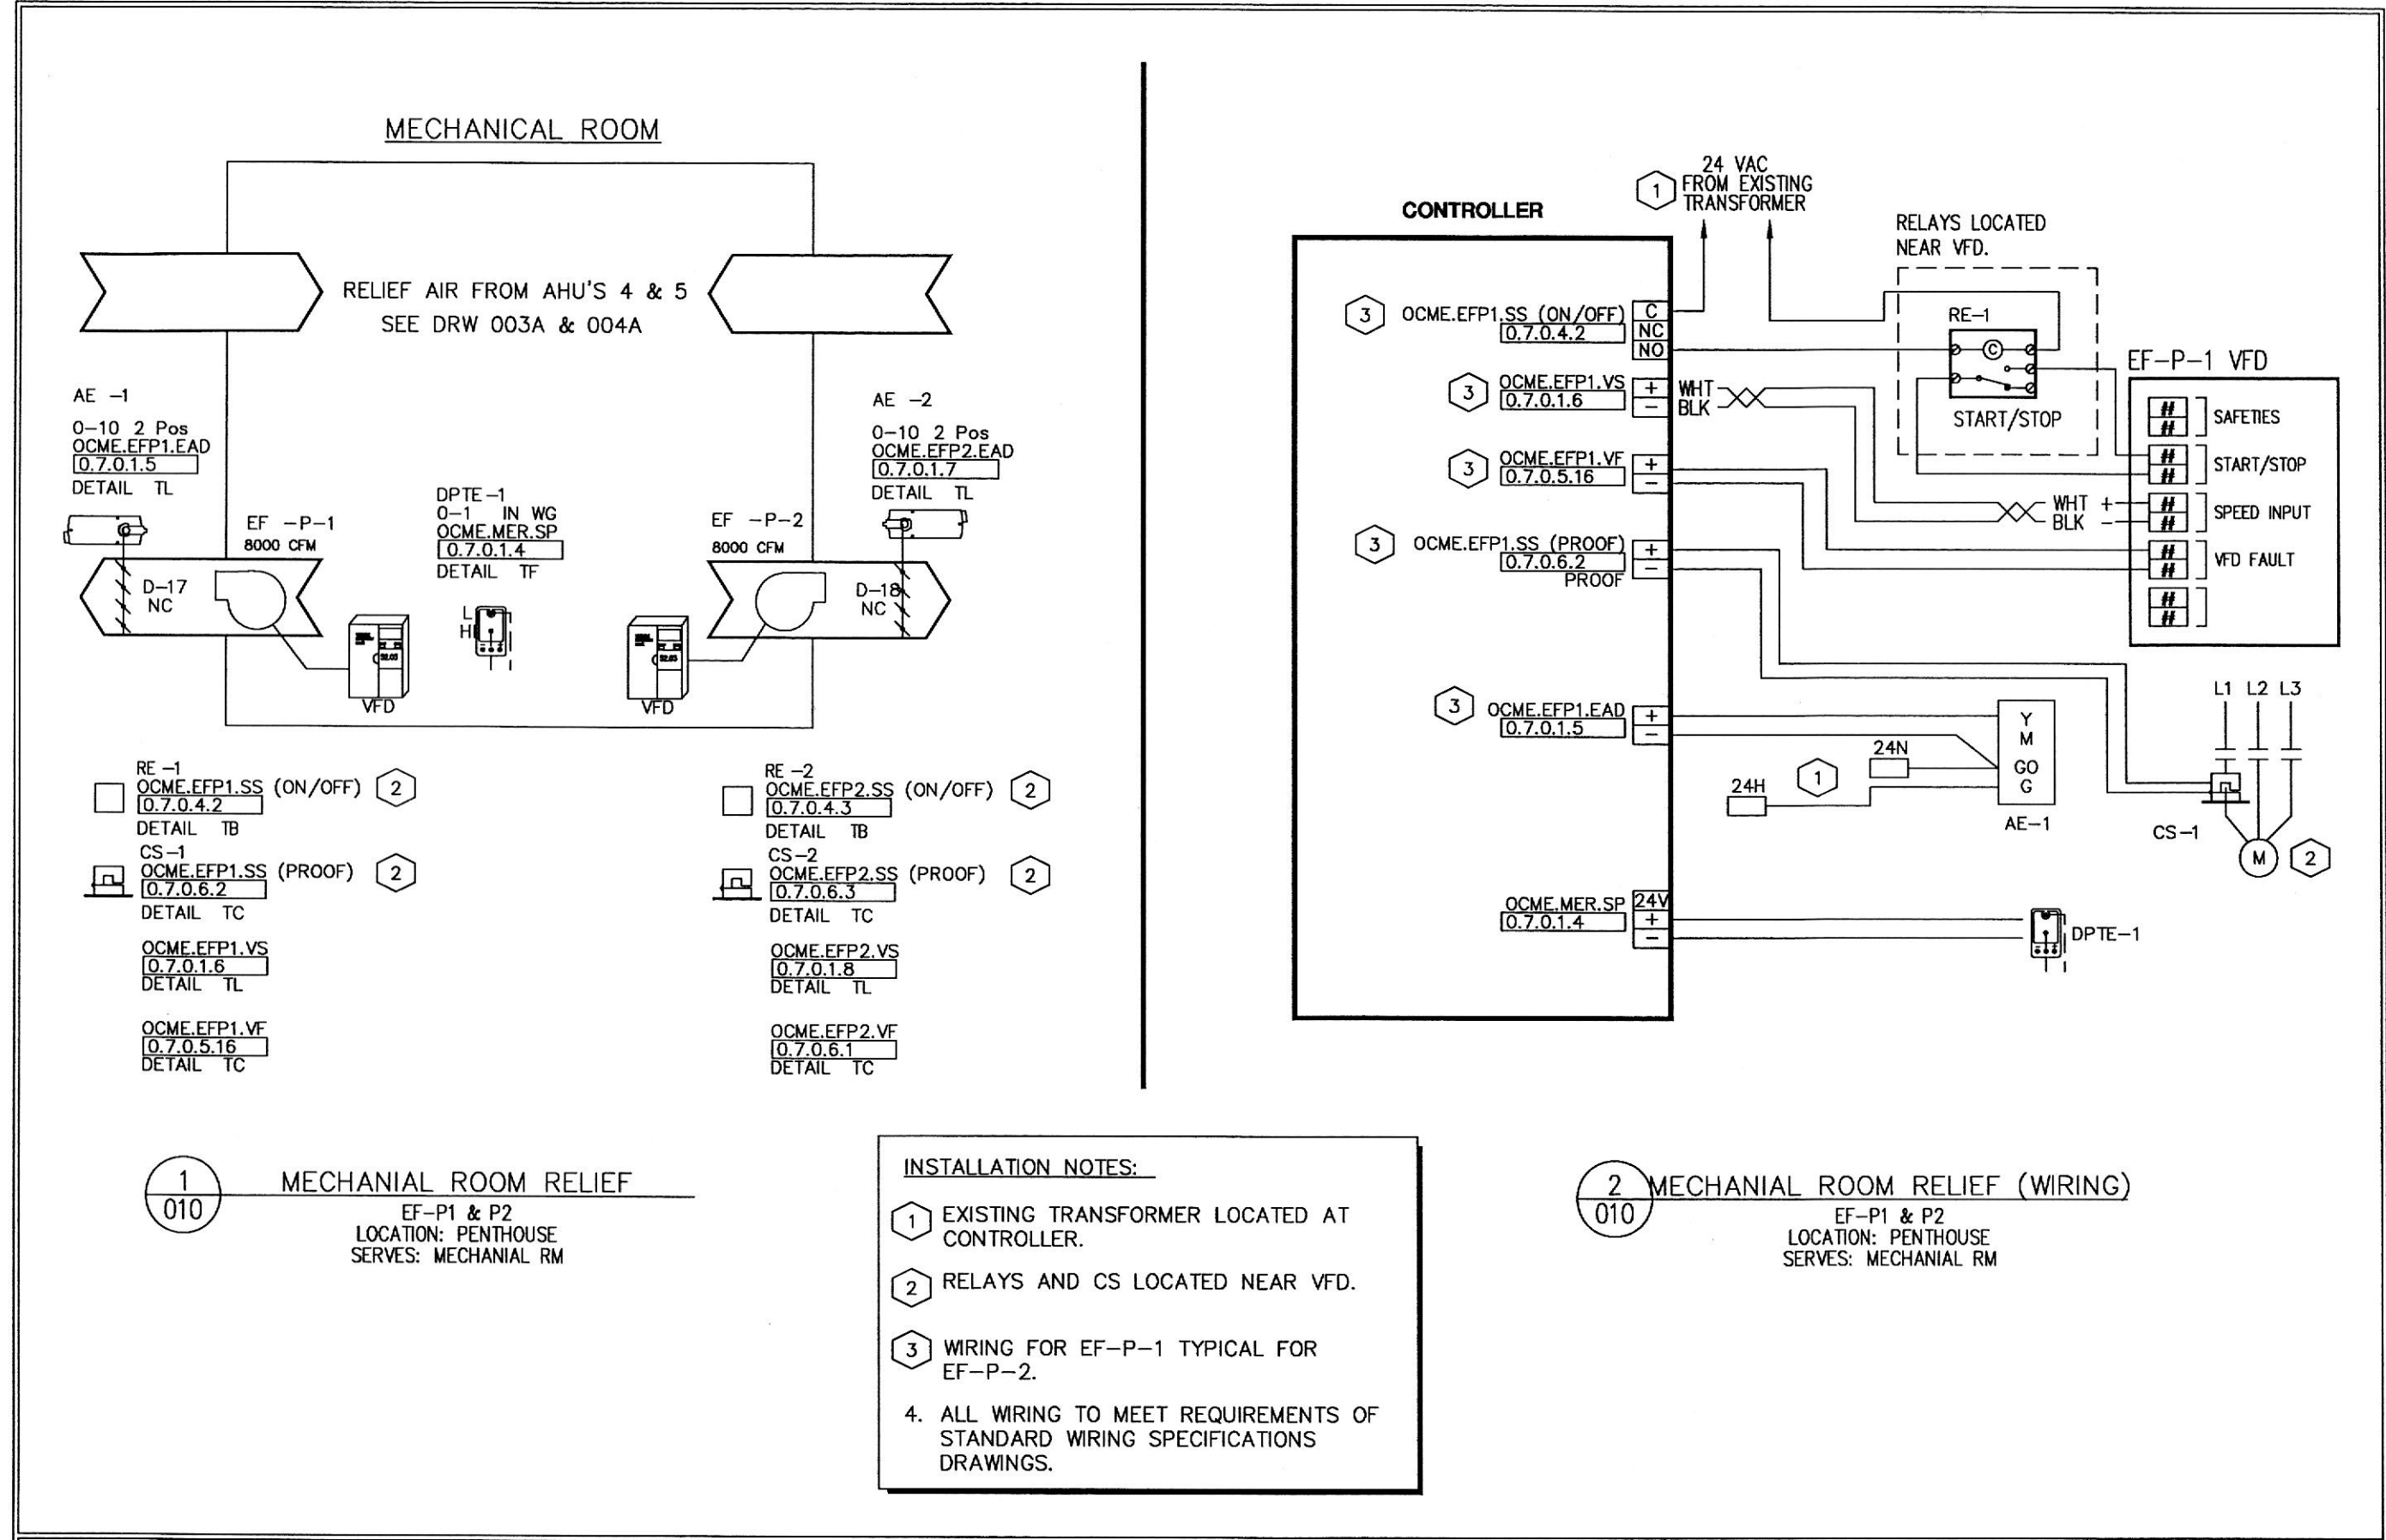 MECHANICAL ROOM
RELIEF AIR FROM AHU'S 4 & 5
SEE DRW 003A & 004A
AE -1
0-10 2 Pos
OCME.EFP1.EAD
0.7.0.1.5
DETAIL TL
EF -P-1
8000 CFM
D-17
NC
VFD
DPTE-1
0-1 IN WG
OCME.MER.SP
0.7.0.1.4
DETAIL TF
L
H
EF -P-2
8000 CFM
D-18
NC
VFD
AE -2
0-10 2 Pos
OCME.EFP2.EAD
0.7.0.1.7
DETAIL TL
RE -1
OCME.EFP1.SS (ON/OFF)
2
0.7.0.4.2
DETAIL TB
CS-1
OCME.EFP1.SS (PROOF)
2
0.7.0.6.2
DETAIL TC
OCME.EFP1.VS
0.7.0.1.6
DETAIL TL
OCME.EFP1.VF
0.7.0.5.16
DETAIL TC
RE -2
OCME.EFP2.SS (ON/OFF)
2
0.7.0.4.3
DETAIL TB
CS-2
OCME.EFP2.SS (PROOF)
2
0.7.0.6.3
DETAIL TC
OCME.EFP2.VS
0.7.0.1.8
DETAIL TL
OCME.EFP2.VF
0.7.0.6.1
DETAIL TC
1
010
MECHANIAL ROOM RELIEF
EF-P1 & P2
LOCATION: PENTHOUSE
SERVES: MECHANIAL RM
CONTROLLER
1
24 VAC
FROM EXISTING
TRANSFORMER
RELAYS LOCATED
NEAR VFD.
RE-1
C
START/STOP
3
OCME.EFP1.SS (ON/OFF)
0.7.0.4.2
C
NC
NO
3
OCME.EFP1.VS
0.7.0.1.6
+
-
WHT
BLK
3
OCME.EFP1.VF
0.7.0.5.16
+
-
3
OCME.EFP1.SS (PROOF)
0.7.0.6.2
PROOF
+
-
3
OCME.EFP1.EAD
0.7.0.1.5
+
-
OCME.MER.SP
0.7.0.1.4
24V
+
-
EF-P-1 VFD
#
#
SAFETIES
#
#
START/STOP
WHT +
BLK -
#
#
SPEED INPUT
#
#
VFD FAULT
#
#
24N
24H
1
Y
M
GO
G
AE-1
L1 L2 L3
CS-1
M
2
DPTE-1
INSTALLATION NOTES:
1 EXISTING TRANSFORMER LOCATED AT
CONTROLLER.
2 RELAYS AND CS LOCATED NEAR VFD.
3 WIRING FOR EF-P-1 TYPICAL FOR
EF-P-2.
4. ALL WIRING TO MEET REQUIREMENTS OF
STANDARD WIRING SPECIFICATIONS
DRAWINGS.
2
010
MECHANIAL ROOM RELIEF (WIRING)
EF-P1 & P2
LOCATION: PENTHOUSE
SERVES: MECHANIAL RM